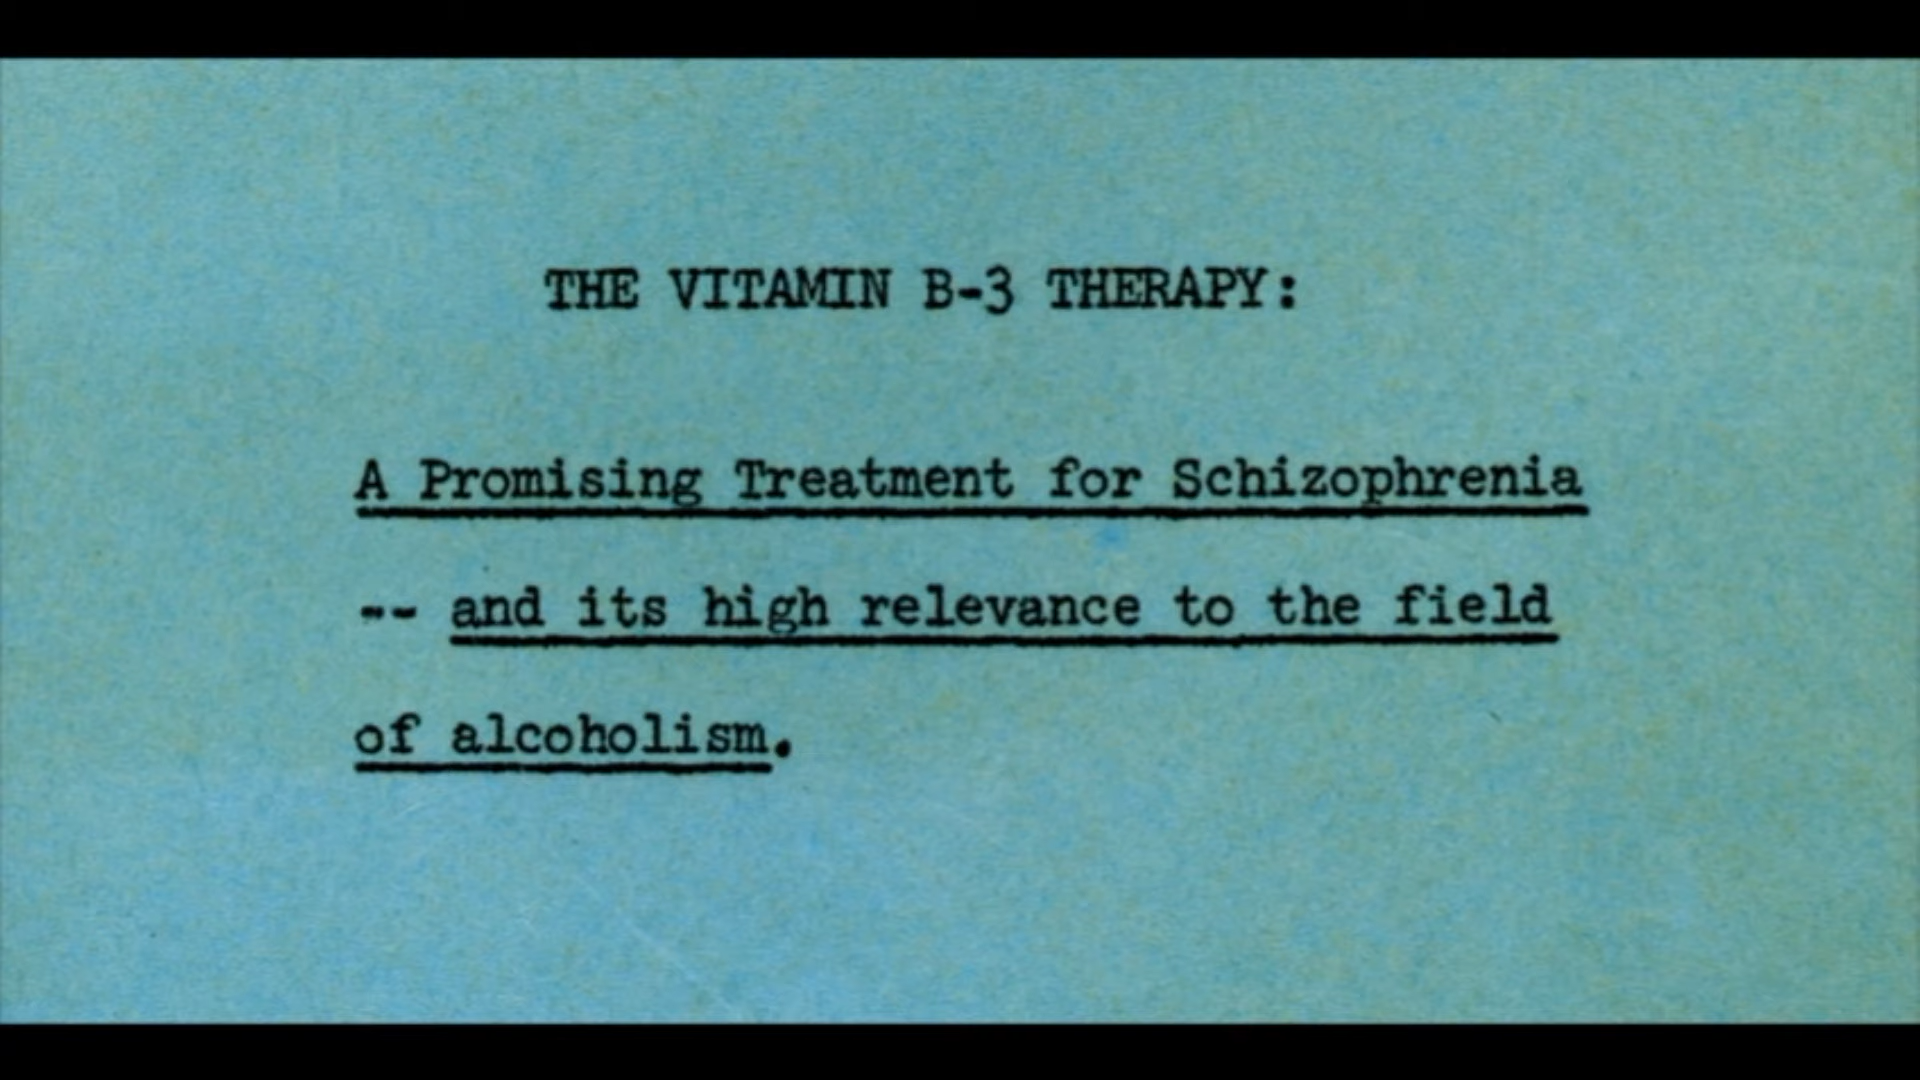 THE VITAMIN B-3 THERAPY:
A Promising Treatment for Schizophrenia
-- and its high relevance to the field
of alcoholism.